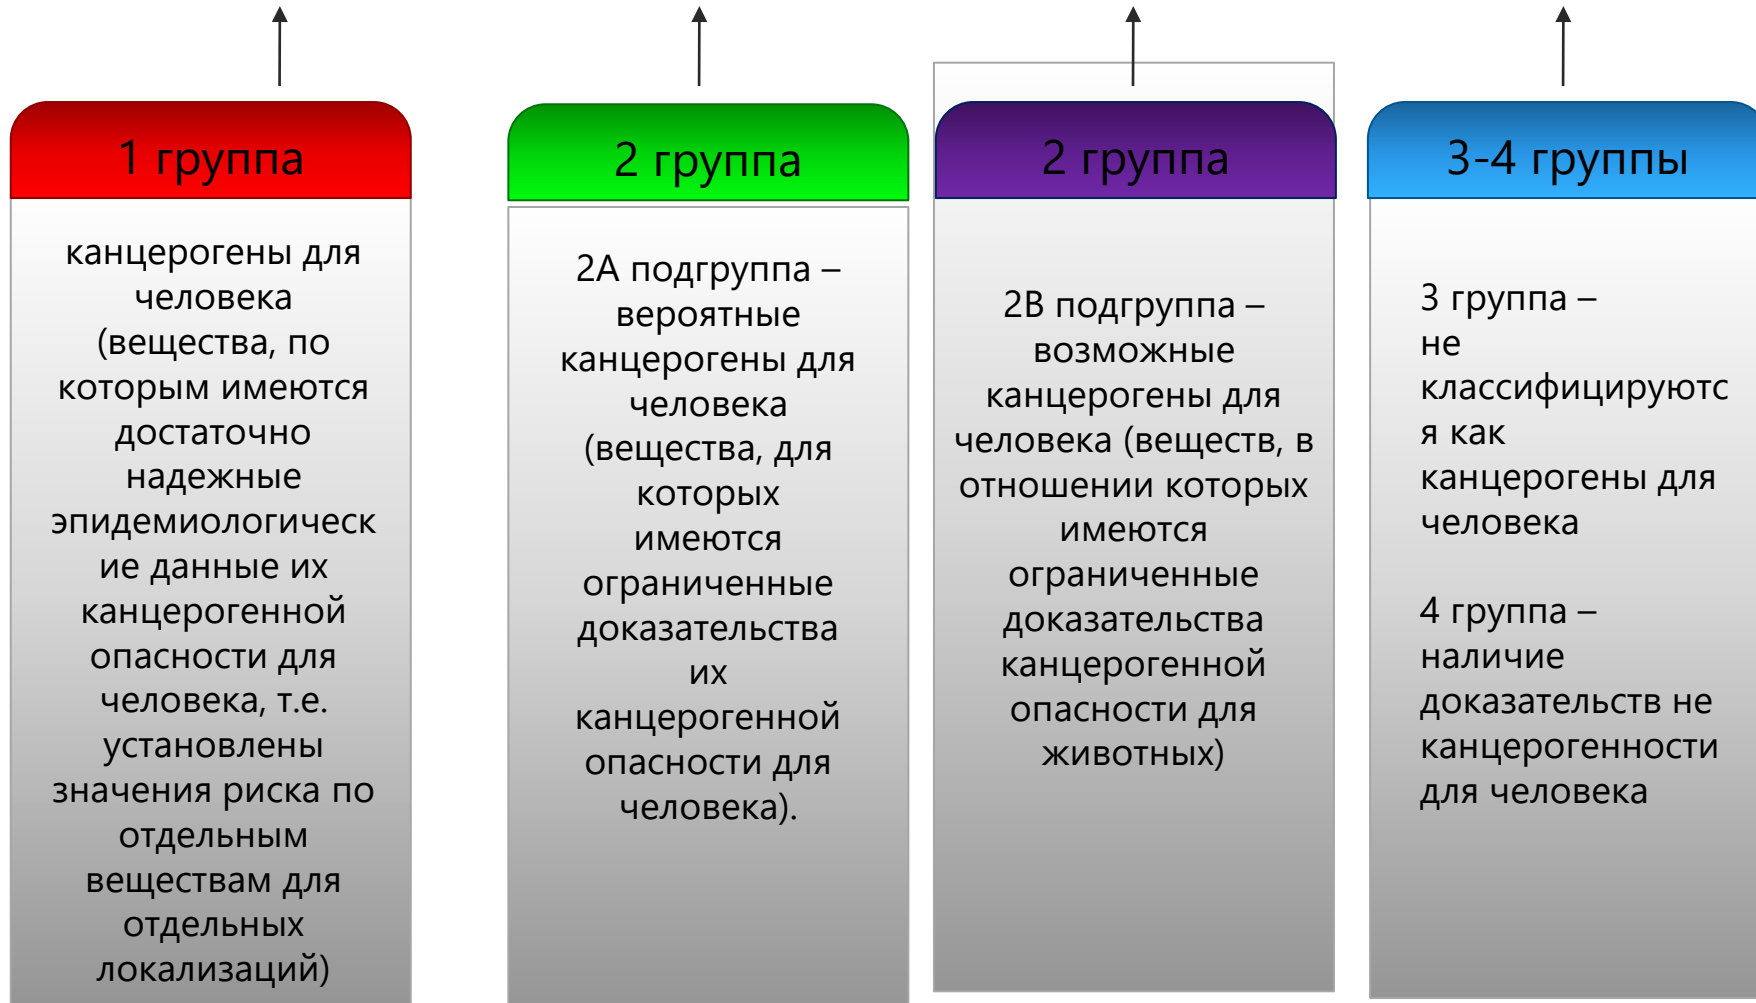 1 группа
канцерогены для
человека
(вещества, по
которым имеются
достаточно
надежные
эпидемиологическ
ие данные их
канцерогенной
опасности для
человека, т.е.
установлены
значения риска по
отдельным
веществам для
отдельных
локализаций)
2 группа
2А подгруппа –
вероятные
канцерогены для
человека
(вещества, для
которых
имеются
ограниченные
доказательства
их
канцерогенной
опасности для
человека).
2 группа
2В подгруппа –
возможные
канцерогены для
человека (веществ, в
отношении которых
имеются
ограниченные
доказательства
канцерогенной
опасности для
животных)
3-4 группы
3 группа –
не
классифицируютс
я как
канцерогены для
человека
4 группа –
наличие
доказательств не
канцерогенности
для человека